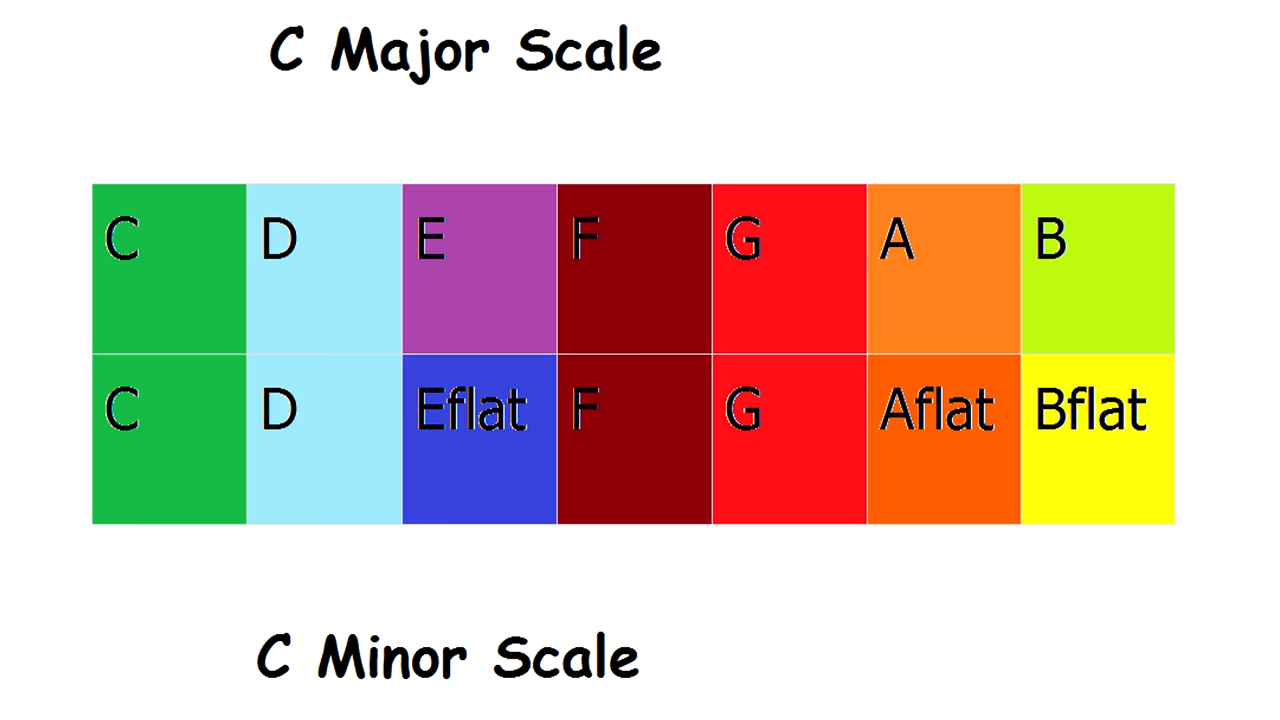 C Major Scale
C D E F G A B
C D Eflat F G Aflat Bflat
C Minor Scale